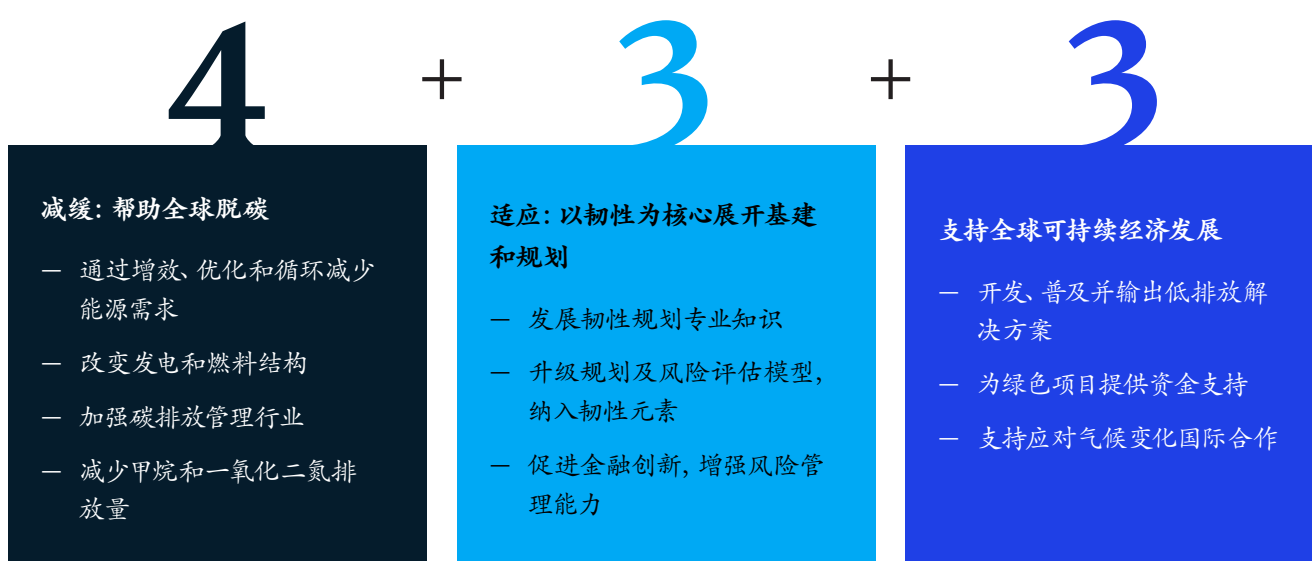 4 + 3 + 3
减缓：帮助全球脱碳
— 通过增效、优化和循环减少
能源需求
— 改变发电和燃料结构
— 加强碳排放管理行业
— 减少甲烷和一氧化二氮排
放量
适应：以韧性为核心展开基建
和规划
— 发展韧性规划专业知识
— 升级规划及风险评估模型，
纳入韧性元素
— 促进金融创新，增强风险管
理能力
支持全球可持续经济发展
— 开发、普及并输出低排放解
决方案
— 为绿色项目提供资金支持
— 支持应对气候变化国际合作